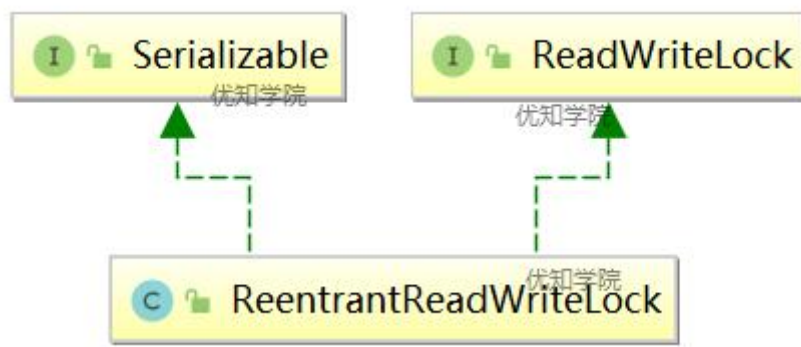 I Serializable
I ReadWriteLock
优知学院
优知学院
C ReentrantReadWriteLock
优知学院